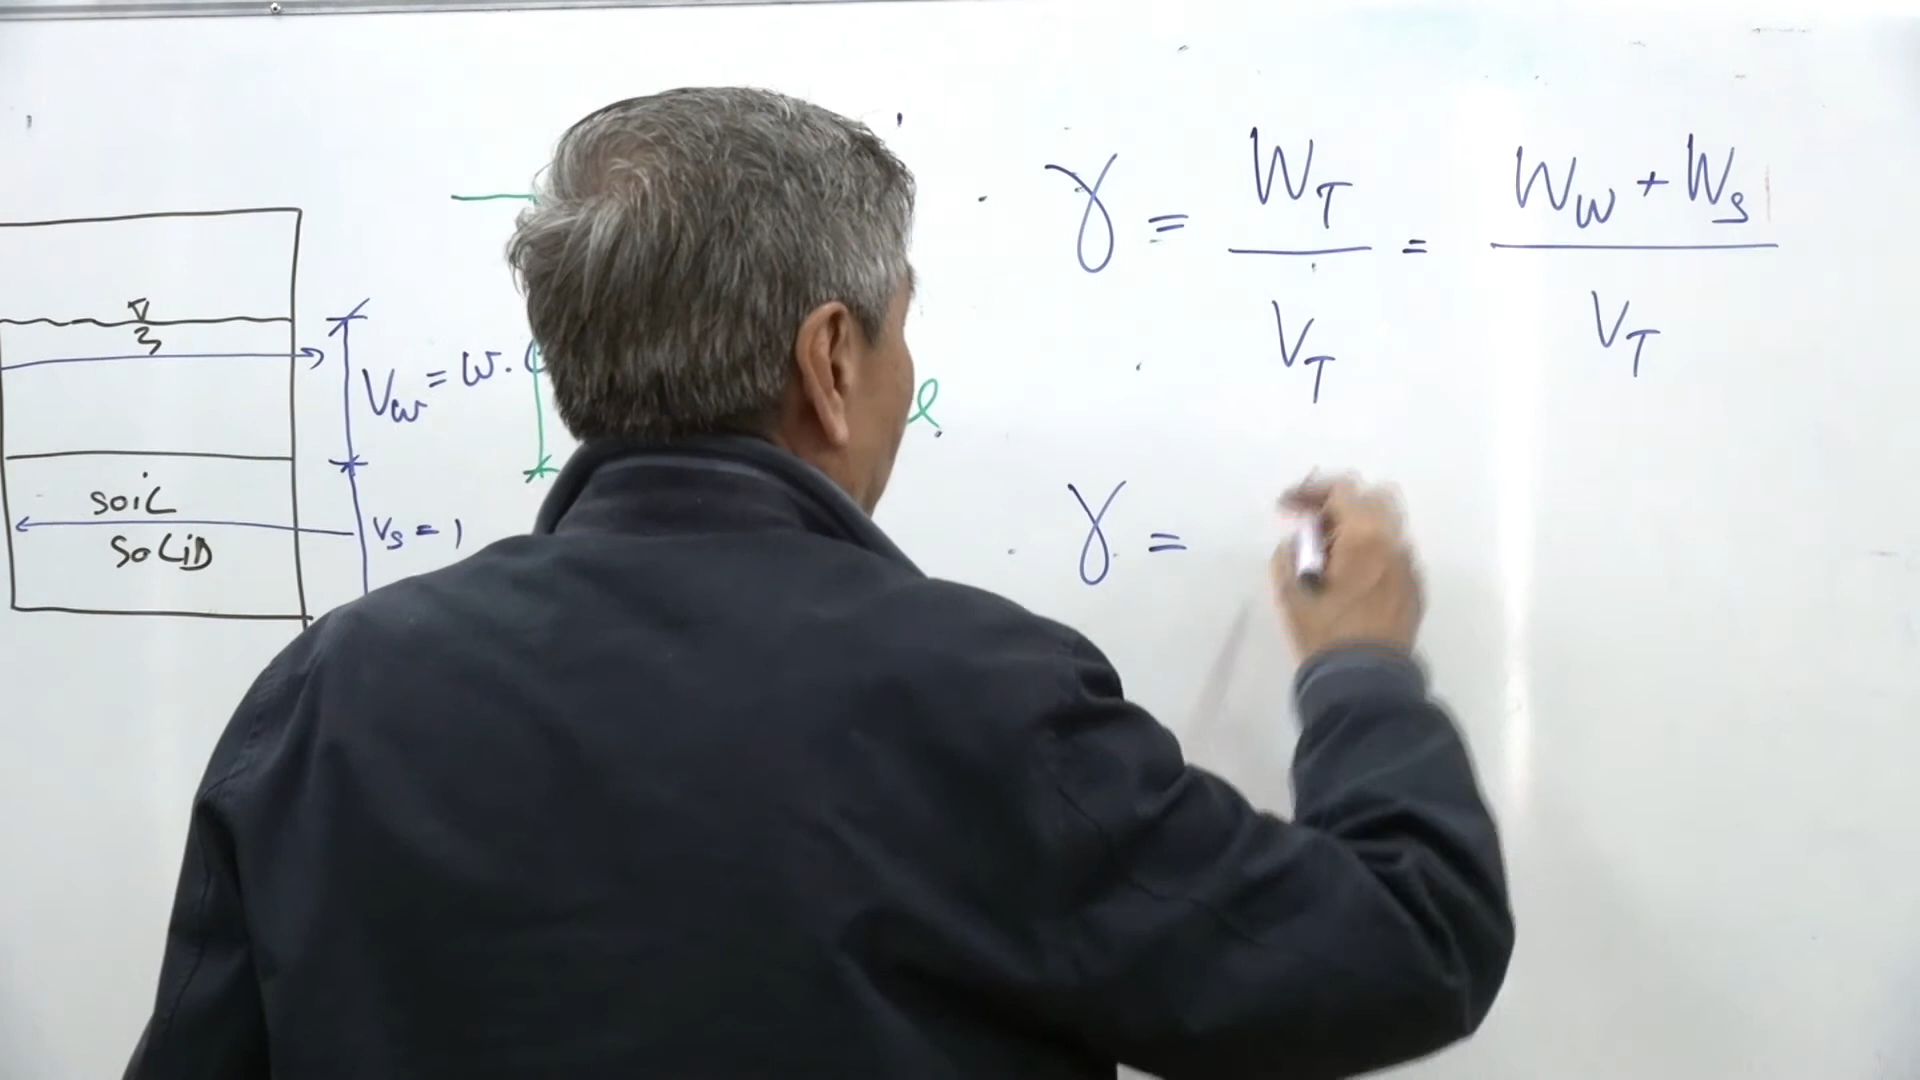 γ = W_T / V_T = W_w + W_s / V_T
V_w = w.
e
soil
solid
V_s = 1
γ =